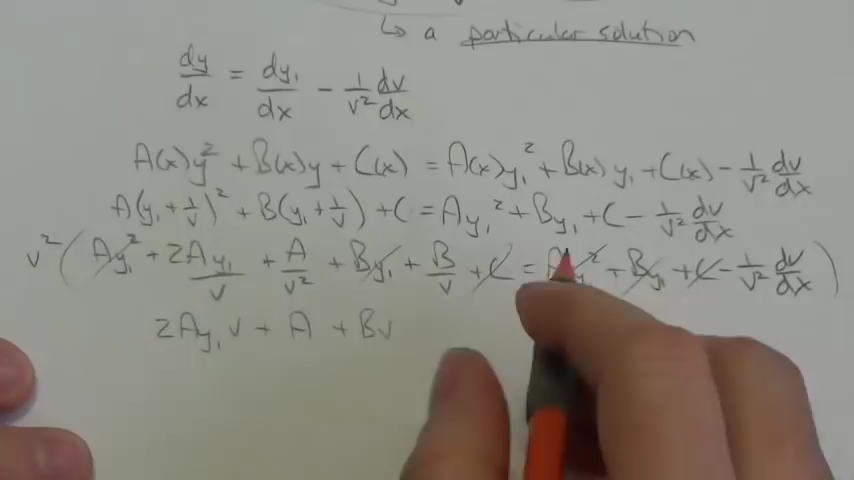 ↳ a particular solution
dy/dx = dy₁/dx - 1/v² dv/dx
A(x)y² + B(x)y + C(x) = A(x)y₁² + B(x)y₁ + C(x) - 1/v² dv/dx
A(y₁ + 1/v)² + B(y₁ + 1/v) + C = Ay₁² + By₁ + C - 1/v² dv/dx
v² ( Ay₁² + 2Ay₁/v + A/v² + By₁ + B/v + C = Ay₁² + By₁ + C - 1/v² dv/dx )
2Ay₁v + A + Bv